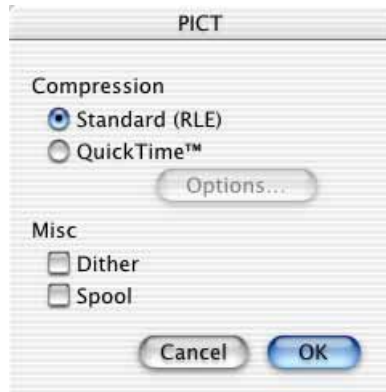 PICT
Compression
Standard (RLE)
QuickTime™
Options...
Misc
Dither
Spool
Cancel OK